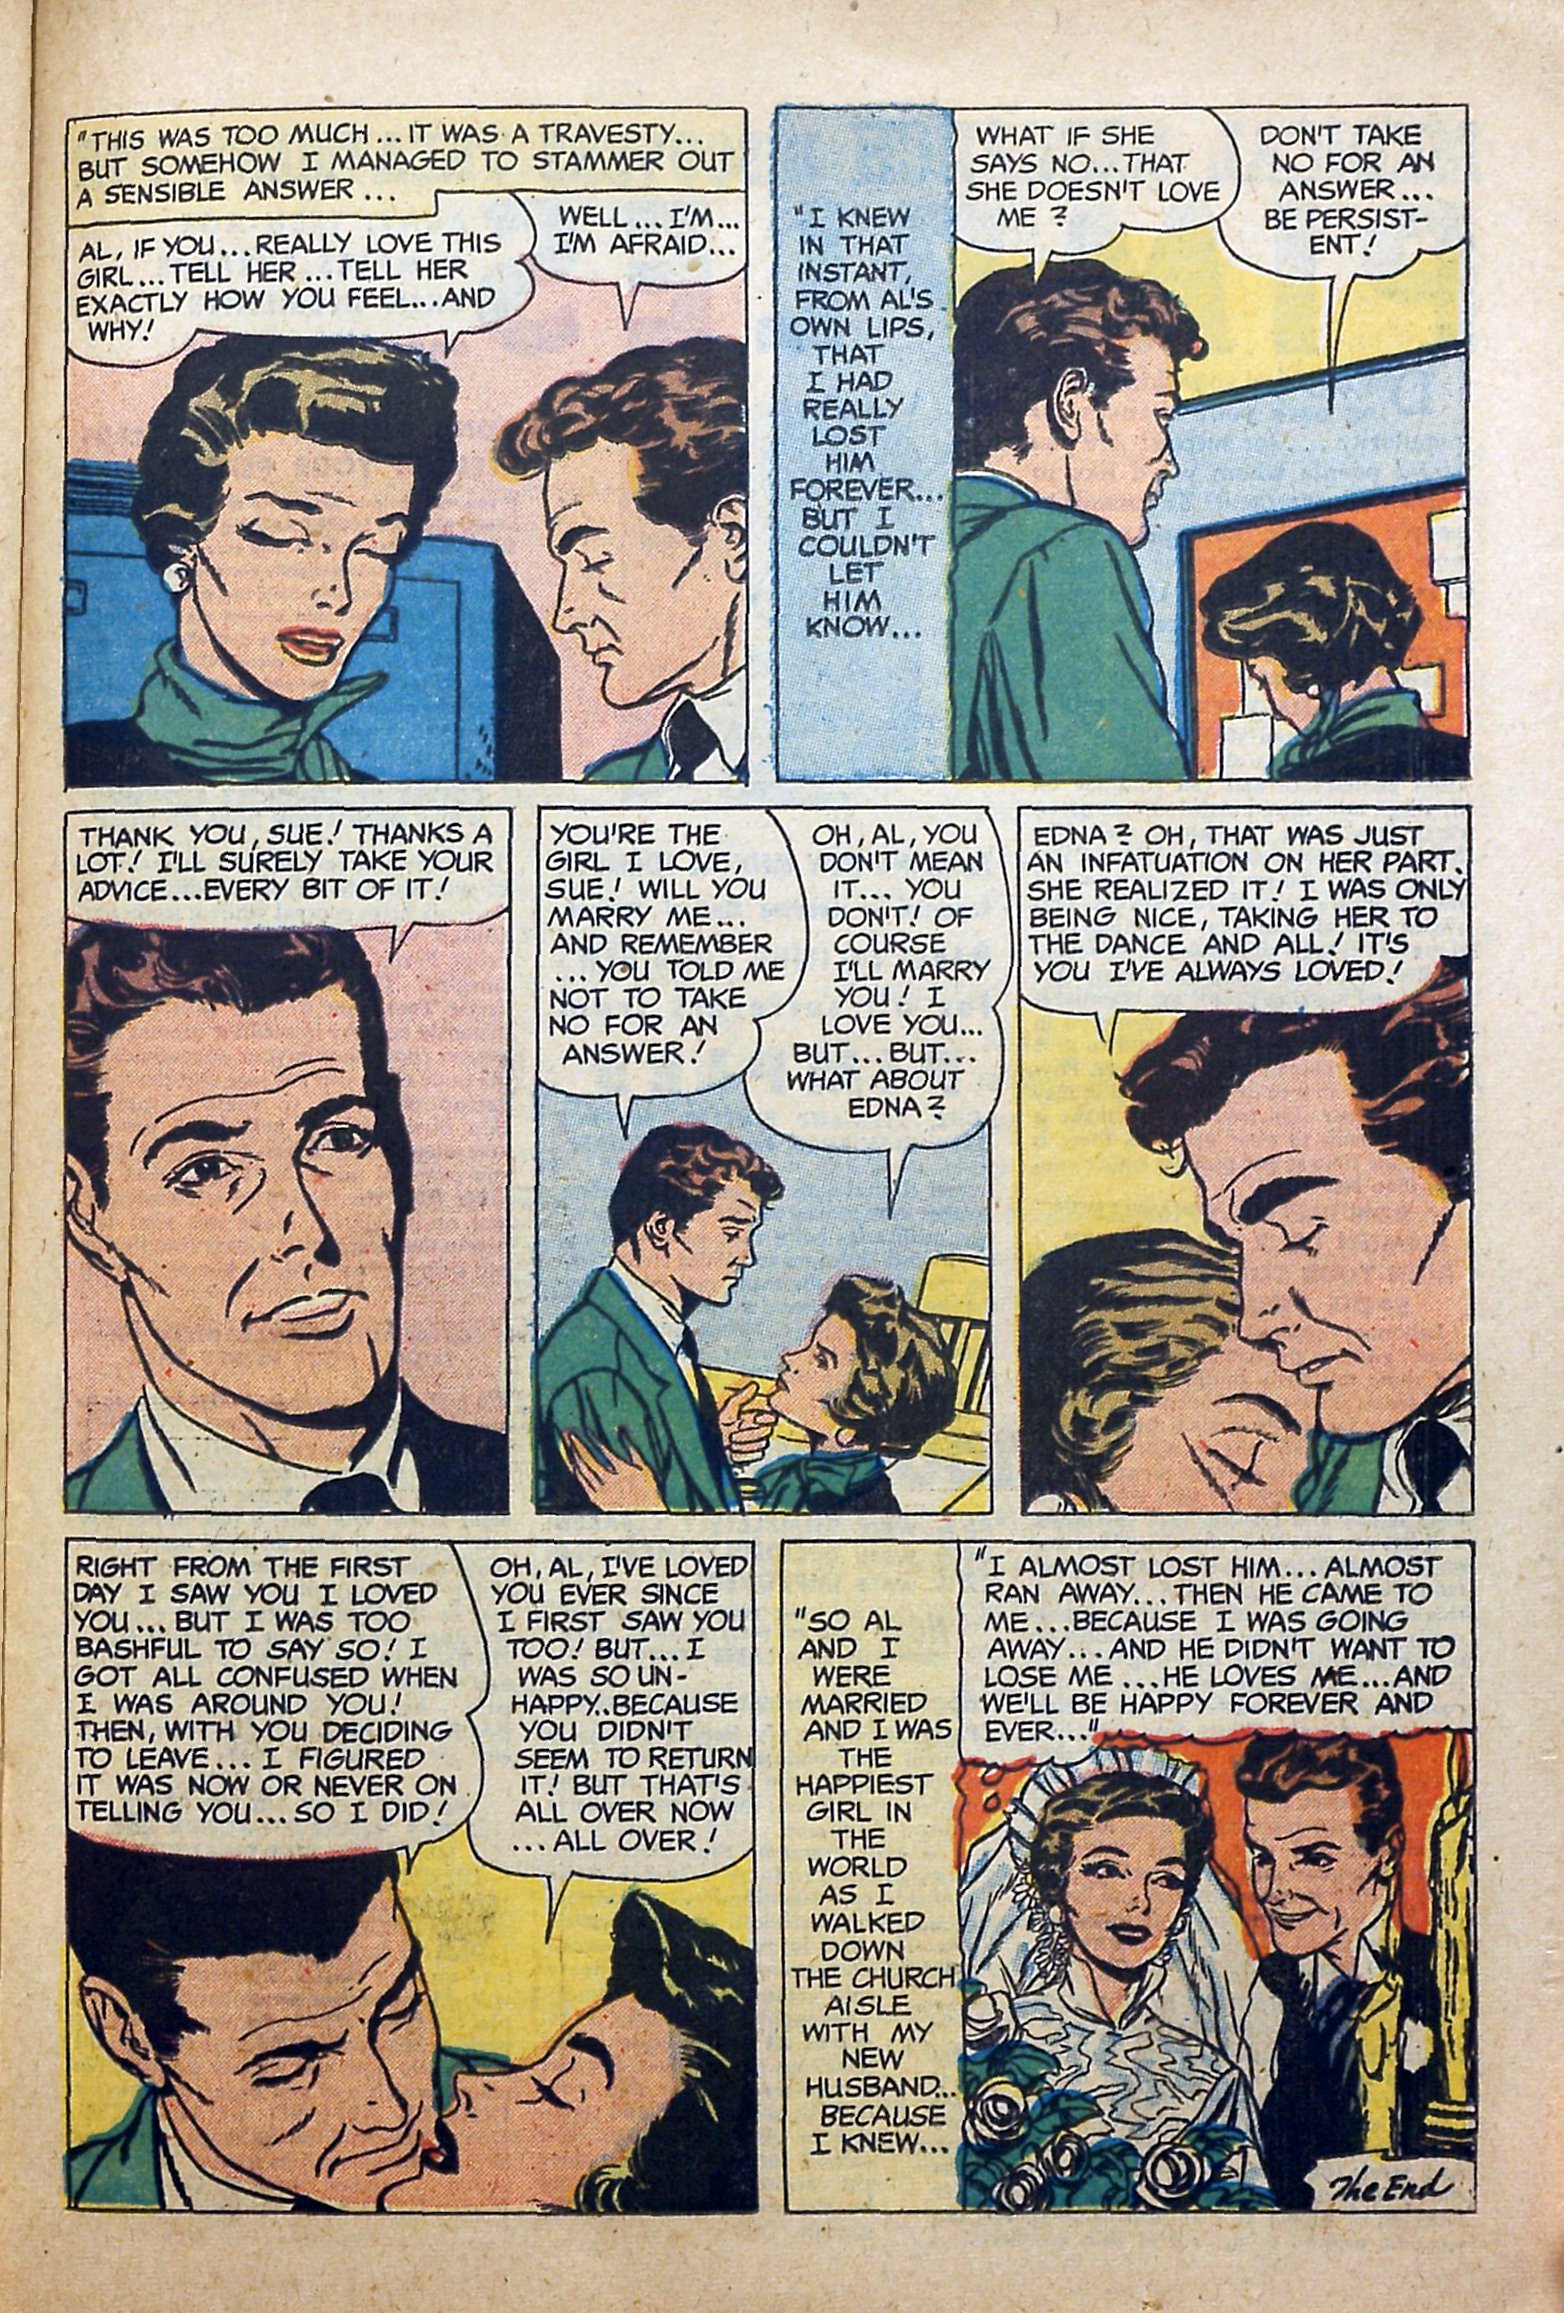 "THIS WAS TOO MUCH...IT WAS A TRAVESTY...
BUT SOMEHOW I MANAGED TO STAMMER OUT
A SENSIBLE ANSWER ...
AL, IF YOU...REALLY LOVE THIS
GIRL...TELL HER ...TELL HER
EXACTLY HOW YOU FEEL...AND
WHY!
WELL...I'M...
I'M AFRAID...
"I KNEW
IN THAT
INSTANT,
FROM AL'S
OWN LIPS,
THAT
I HAD
REALLY
LOST
HIM
FOREVER...
BUT I
COULDN'T
LET
HIM
KNOW...
WHAT IF SHE
SAYS NO...THAT
SHE DOESN'T LOVE
ME?
DON'T TAKE
NO FOR AN
ANSWER...
BE PERSIST-
ENT!
THANK YOU, SUE! THANKS A
LOT! I'LL SURELY TAKE YOUR
ADVICE...EVERY BIT OF IT!
YOU'RE THE
GIRL I LOVE,
SUE! WILL YOU
MARRY ME...
AND REMEMBER
...YOU TOLD ME
NOT TO TAKE
NO FOR AN
ANSWER!
OH, AL, YOU
DON'T MEAN
IT... YOU
DON'T! OF
COURSE
I'LL MARRY
YOU! I
LOVE YOU...
BUT...BUT...
WHAT ABOUT
EDNA?
EDNA? OH, THAT WAS JUST
AN INFATUATION ON HER PART.
SHE REALIZED IT! I WAS ONLY
BEING NICE, TAKING HER TO
THE DANCE AND ALL! IT'S
YOU I'VE ALWAYS LOVED!
RIGHT FROM THE FIRST
DAY I SAW YOU I LOVED
YOU...BUT I WAS TOO
BASHFUL TO SAY SO! I
GOT ALL CONFUSED WHEN
I WAS AROUND YOU!
THEN, WITH YOU DECIDING
TO LEAVE... I FIGURED
IT WAS NOW OR NEVER ON
TELLING YOU...SO I DID!
OH, AL, I'VE LOVED
YOU EVER SINCE
I FIRST SAW YOU
TOO! BUT...I
WAS SO UN-
HAPPY..BECAUSE
YOU DIDN'T
SEEM TO RETURN
IT! BUT THAT'S
ALL OVER NOW
...ALL OVER!
"SO AL
AND I
WERE
MARRIED
AND I WAS
THE
HAPPIEST
GIRL IN
THE
WORLD
AS I
WALKED
DOWN
THE CHURCH
AISLE
WITH MY
NEW
HUSBAND...
BECAUSE
I KNEW...
"I ALMOST LOST HIM...ALMOST
RAN AWAY...THEN HE CAME TO
ME...BECAUSE I WAS GOING
AWAY...AND HE DIDN'T WANT TO
LOSE ME ...HE LOVES ME...AND
WE'LL BE HAPPY FOREVER AND
EVER..."
The End